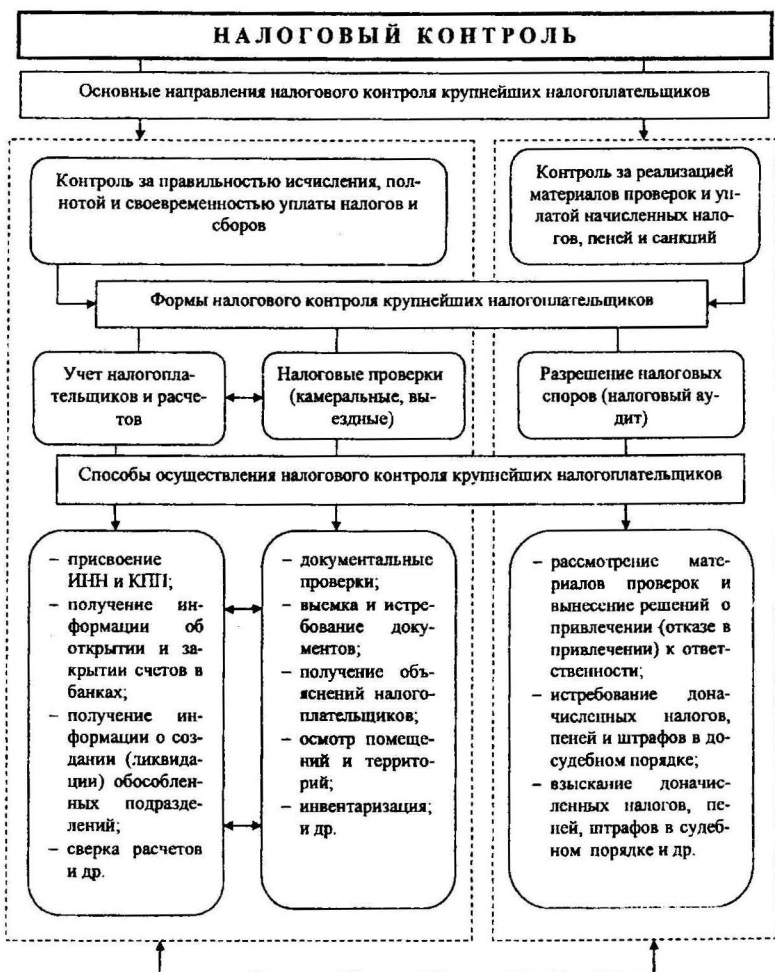 НАЛОГОВЫЙ КОНТРОЛЬ
Основные направления налогового контроля крупнейших налогоплательщиков
Контроль за правильностью исчисления, пол-
нотой и своевременностью уплаты налогов и
сборов
Контроль за реализацией
материалов проверок и уп-
латой начисленных нало-
гов, пеней и санкций
Формы налогового контроля крупнейших налогоплательщиков
Учет налогопла-
тельщиков и расче-
тов
Налоговые проверки
(камеральные, вы-
ездные)
Разрешение налоговых
споров (налоговый ау-
дит)
Способы осуществления налогового контроля крупнейших налогоплательщиков
– присвоение
ИНН и КПП;
– получение ин-
формации об
открытии и за-
крытии счетов в
банках;
– получение ин-
формации о соз-
дании (ликвида-
ции) обособлен-
ных подразде-
лений;
– сверка расчетов
и др.
– документальные
проверки;
– выемка и истре-
бование доку-
ментов;
– получение объ-
яснений налого-
плательщиков;
– осмотр помеще-
ний и террито-
рий;
– инвентаризация;
и др.
– рассмотрение мате-
риалов проверок и
вынесение решений о
привлечении (отказе в
привлечении) к ответ-
ственности;
– истребование дона-
численных налогов,
пеней и штрафов в до-
судебном порядке;
– взыскание доначис-
ленных налогов, пе-
ней, штрафов в судеб-
ном порядке и др.